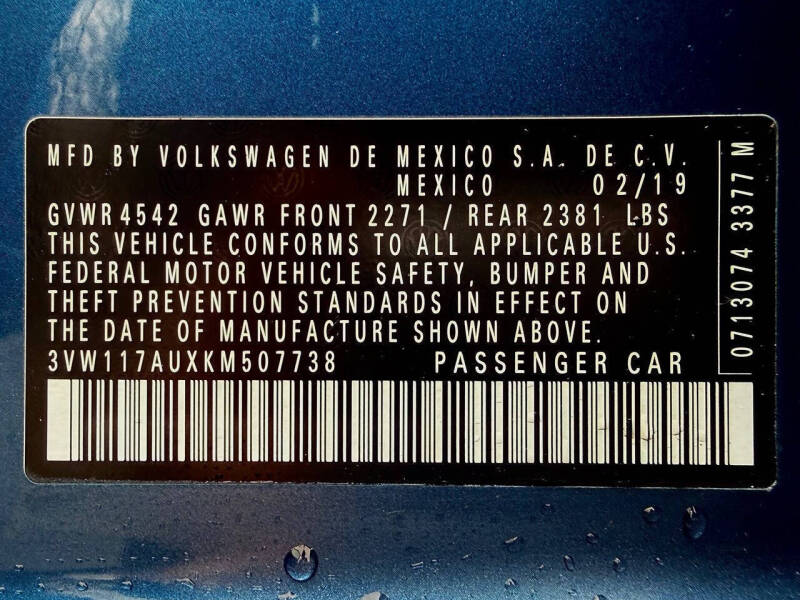 MFD BY VOLKSWAGEN DE MEXICO S.A. DE C.V.
MEXICO 02/19
GVWR 4542 GAWR FRONT 2271 / REAR 2381 LBS
THIS VEHICLE CONFORMS TO ALL APPLICABLE U.S.
FEDERAL MOTOR VEHICLE SAFETY, BUMPER AND
THEFT PREVENTION STANDARDS IN EFFECT ON
THE DATE OF MANUFACTURE SHOWN ABOVE.
3VW117AUXKM507738 PASSENGER CAR
0713074 3377 M